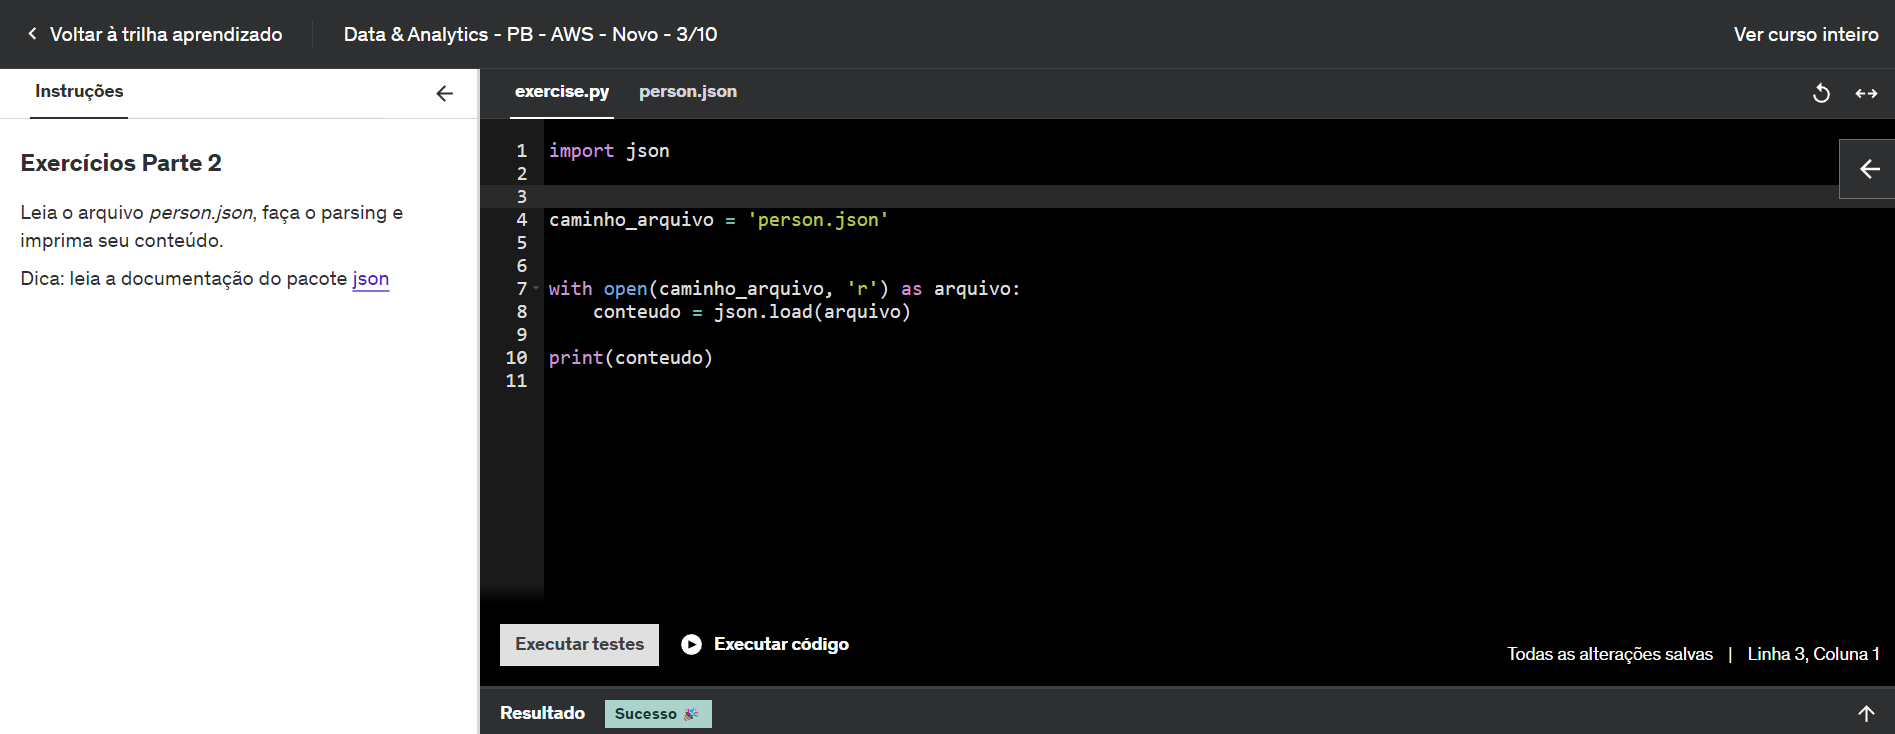 Voltar à trilha aprendizado
Data & Analytics - PB - AWS - Novo - 3/10
Ver curso inteiro
Instruções
Exercícios Parte 2
Leia o arquivo person.json, faça o parsing e
imprima seu conteúdo.
Dica: leia a documentação do pacote json
exercise.py
person.json
1 import json
2
3
4 caminho_arquivo = 'person.json'
5
6
7 with open(caminho_arquivo, 'r') as arquivo:
8     conteudo = json.load(arquivo)
9
10 print(conteudo)
11
Executar testes
Executar código
Todas as alterações salvas | Linha 3, Coluna 1
Resultado
Sucesso 🎉